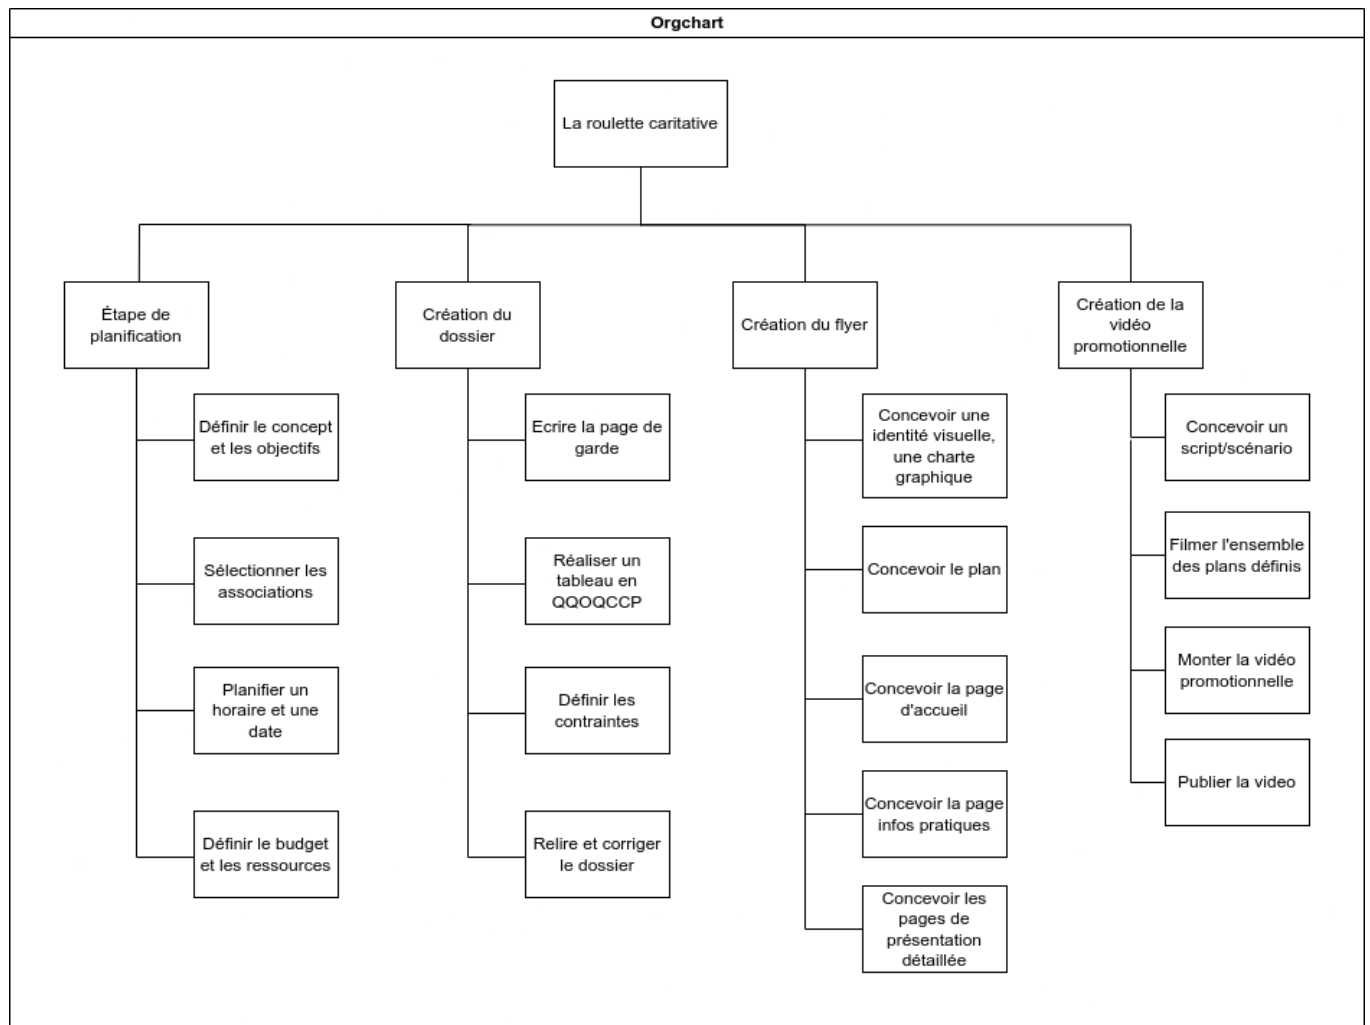 Orgchart
La roulette caritative
Étape de
planification
Création du
dossier
Création du flyer
Création de la
vidéo
promotionnelle
Définir le concept
et les objectifs
Sélectionner les
associations
Planifier un
horaire et une
date
Définir le budget
et les ressources
Ecrire la page de
garde
Réaliser un
tableau en
QQOQCCP
Définir les
contraintes
Relire et corriger
le dossier
Concevoir une
identité visuelle,
une charte
graphique
Concevoir le plan
Concevoir la page
d'accueil
Concevoir la page
infos pratiques
Concevoir les
pages de
présentation
détaillée
Concevoir un
script/scénario
Filmer l'ensemble
des plans définis
Monter la vidéo
promotionnelle
Publier la video